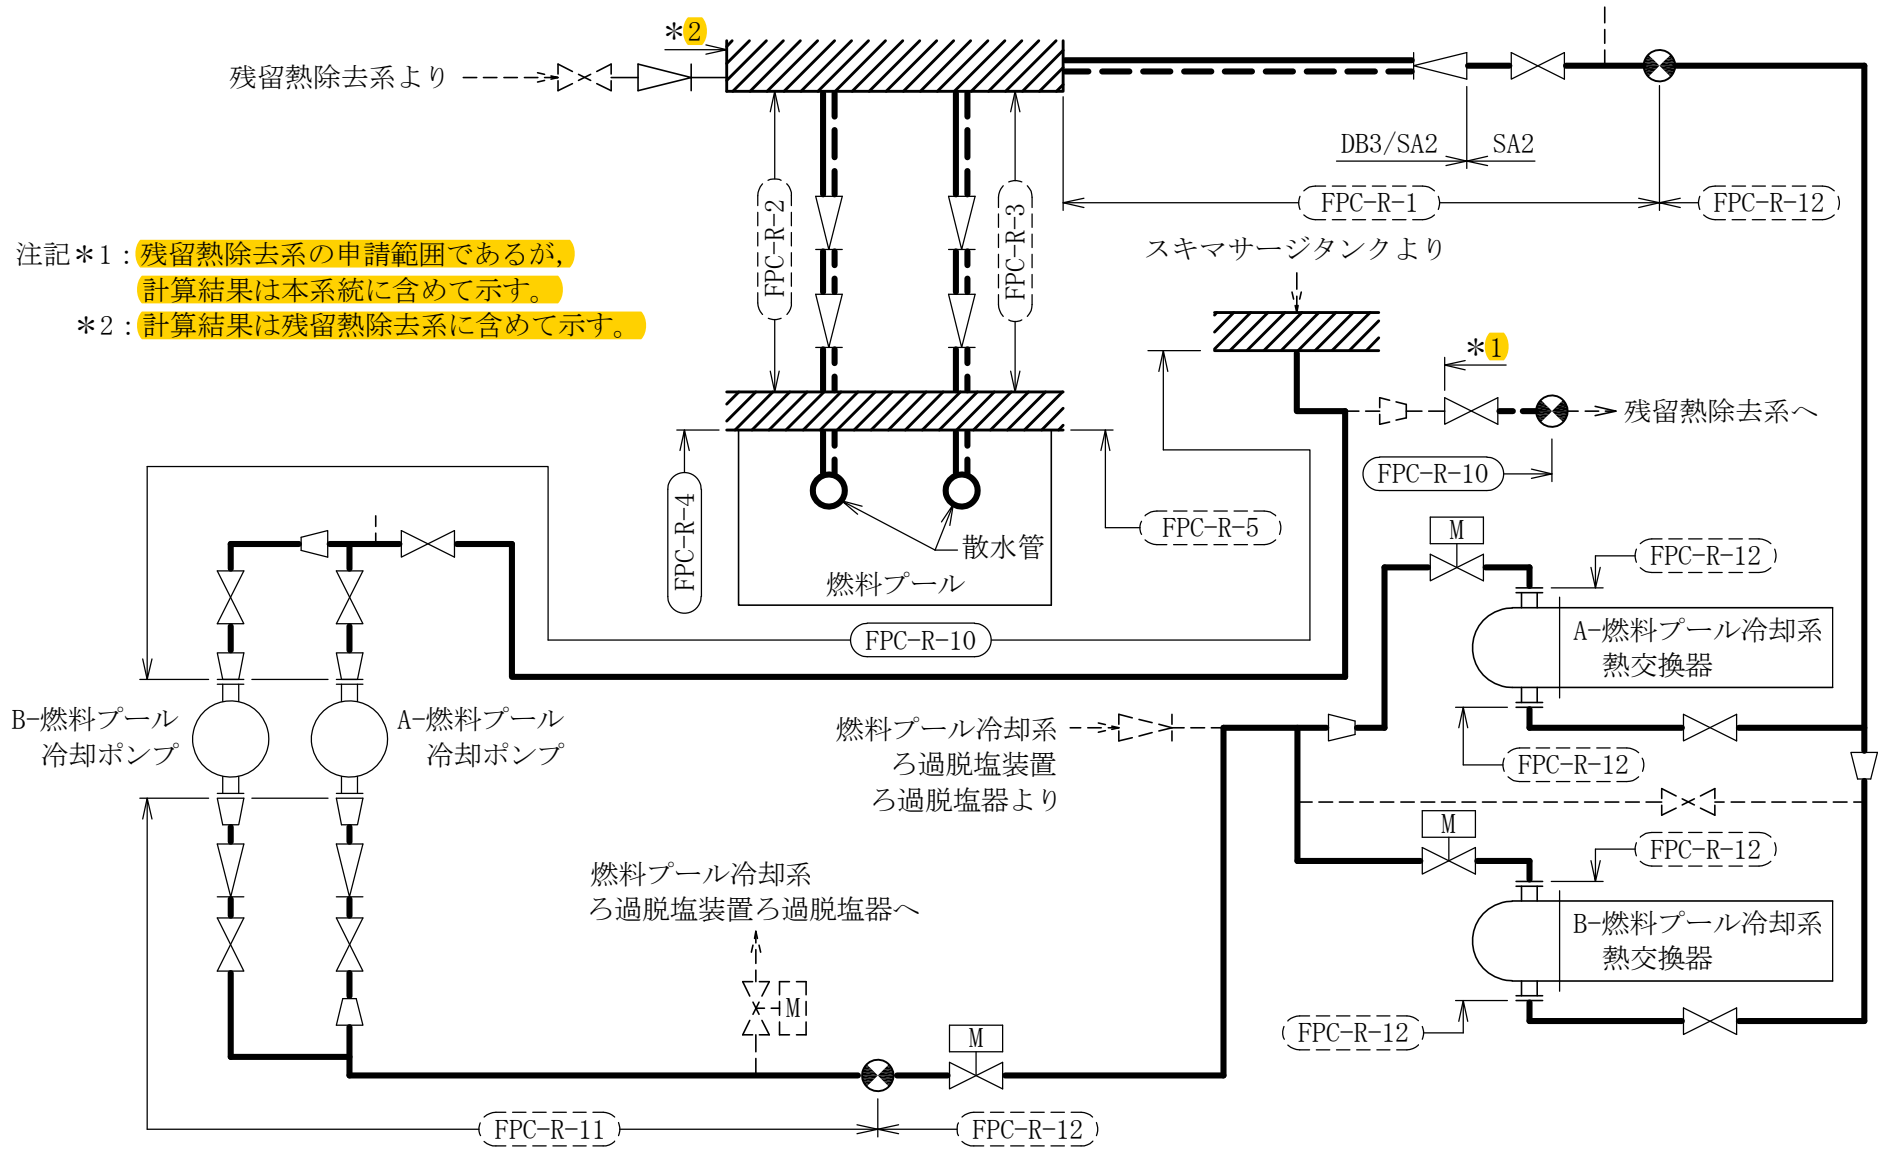 *2
残留熱除去系より
DB3/SA2
SA2
FPC-R-1
FPC-R-12
FPC-R-2
FPC-R-3
注記*1：残留熱除去系の申請範囲であるが，
計算結果は本系統に含めて示す。
*2：計算結果は残留熱除去系に含めて示す。
スキマサージタンクより
*1
残留熱除去系へ
FPC-R-10
FPC-R-4
FPC-R-5
散水管
燃料プール
M
FPC-R-12
FPC-R-10
A-燃料プール冷却系
熱交換器
B-燃料プール
冷却ポンプ
A-燃料プール
冷却ポンプ
燃料プール冷却系
ろ過脱塩装置
ろ過脱塩器より
FPC-R-12
M
FPC-R-12
燃料プール冷却系
ろ過脱塩装置ろ過脱塩器へ
B-燃料プール冷却系
熱交換器
M
M
FPC-R-12
FPC-R-11
FPC-R-12